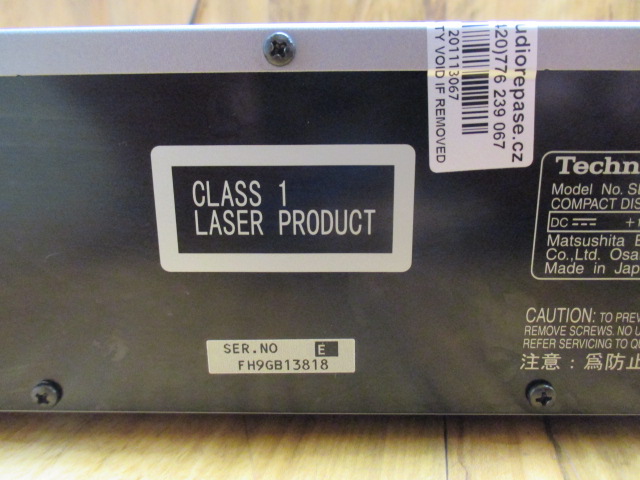 udiorepase.cz
420)776 239 067
201113067
TY VOID IF REMOVED
CLASS 1
LASER PRODUCT
Techn
Model No. S
COMPACT DIS
DC
Matsushita E
Co.,Ltd. Osa
Made in Jap
CAUTION: TO PREV
REMOVE SCREWS. NO U
REFER SERVICING TO QU
注意：爲防止
SER.NO E
FH9GB13818